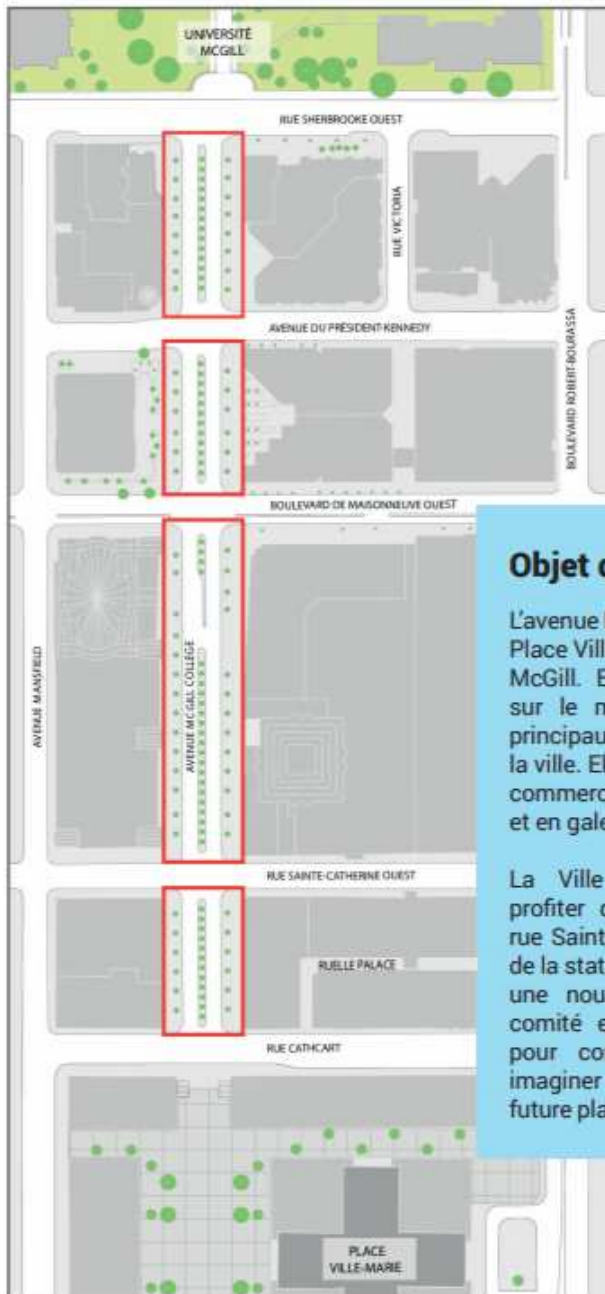 UNIVERSITÉ
MCGILL
RUE SHERBROOKE OUEST
RUE VICTORIA
AVENUE DU PRÉSIDENT-KENNEDY
BOULEVARD ROBERT-BOURASSA
BOULEVARD DE MAISONNEUVE OUEST
AVENUE MANSFIELD
AVENUE MCGILL COLLEGE
RUE SAINTE-CATHERINE OUEST
RUELLE PALACE
RUE CATHCART
PLACE
VILLE-MARIE
Objet
L'avenue
Place Vill
McGill. E
sur le
principau
la ville. El
commerc
et en gale
La Ville
profiter
rue Saint
de la stat
une nou
comité e
pour co
imaginer
future pla